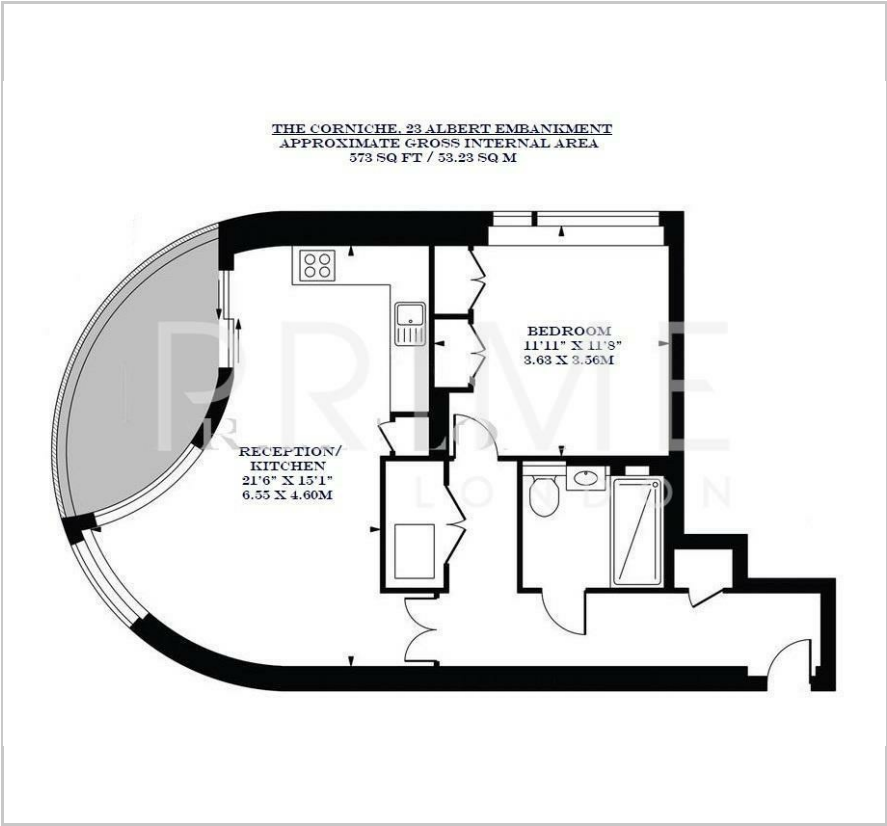 THE CORNICHE, 23 ALBERT EMBANKMENT
APPROXIMATE GROSS INTERNAL AREA
573 SQ FT / 53.23 SQ M
BEDROOM
11'11" X 11'8"
3.63 X 3.56M
PRIME
LONDON
RECEPTION/
KITCHEN
21'6" X 15'1"
6.55 X 4.60M